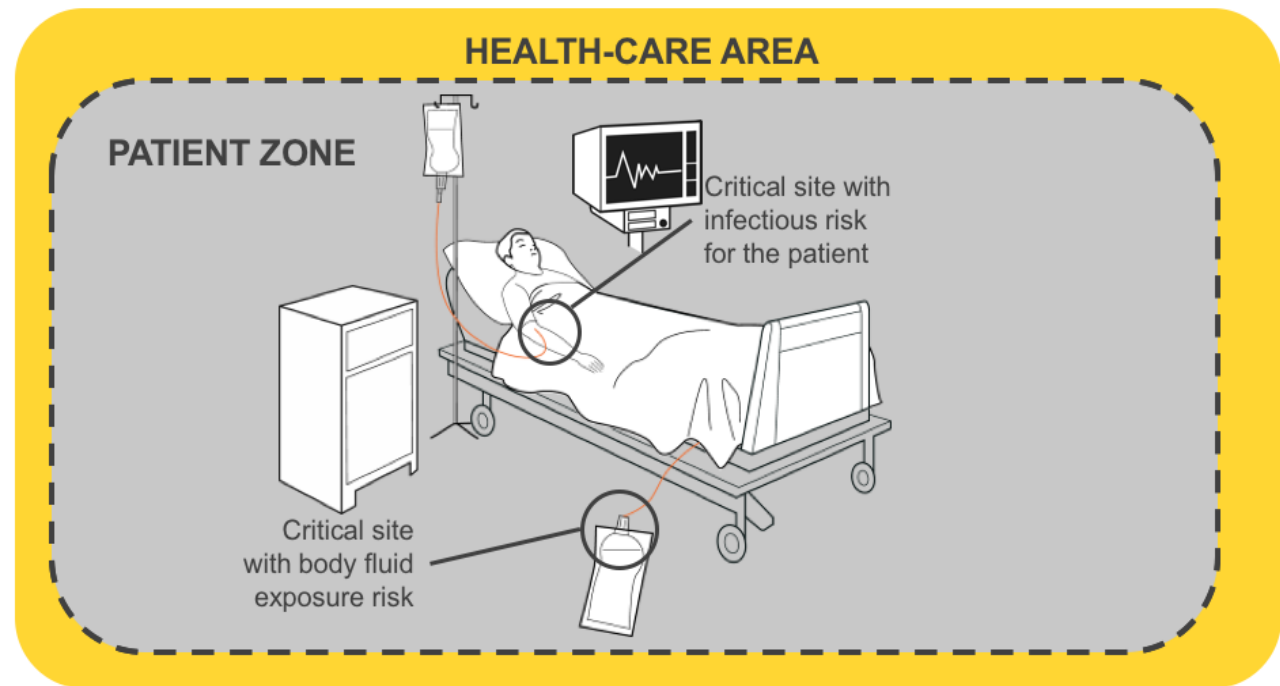 HEALTH-CARE AREA
PATIENT ZONE
Critical site with
infectious risk
for the patient
Critical site
with body fluid
exposure risk